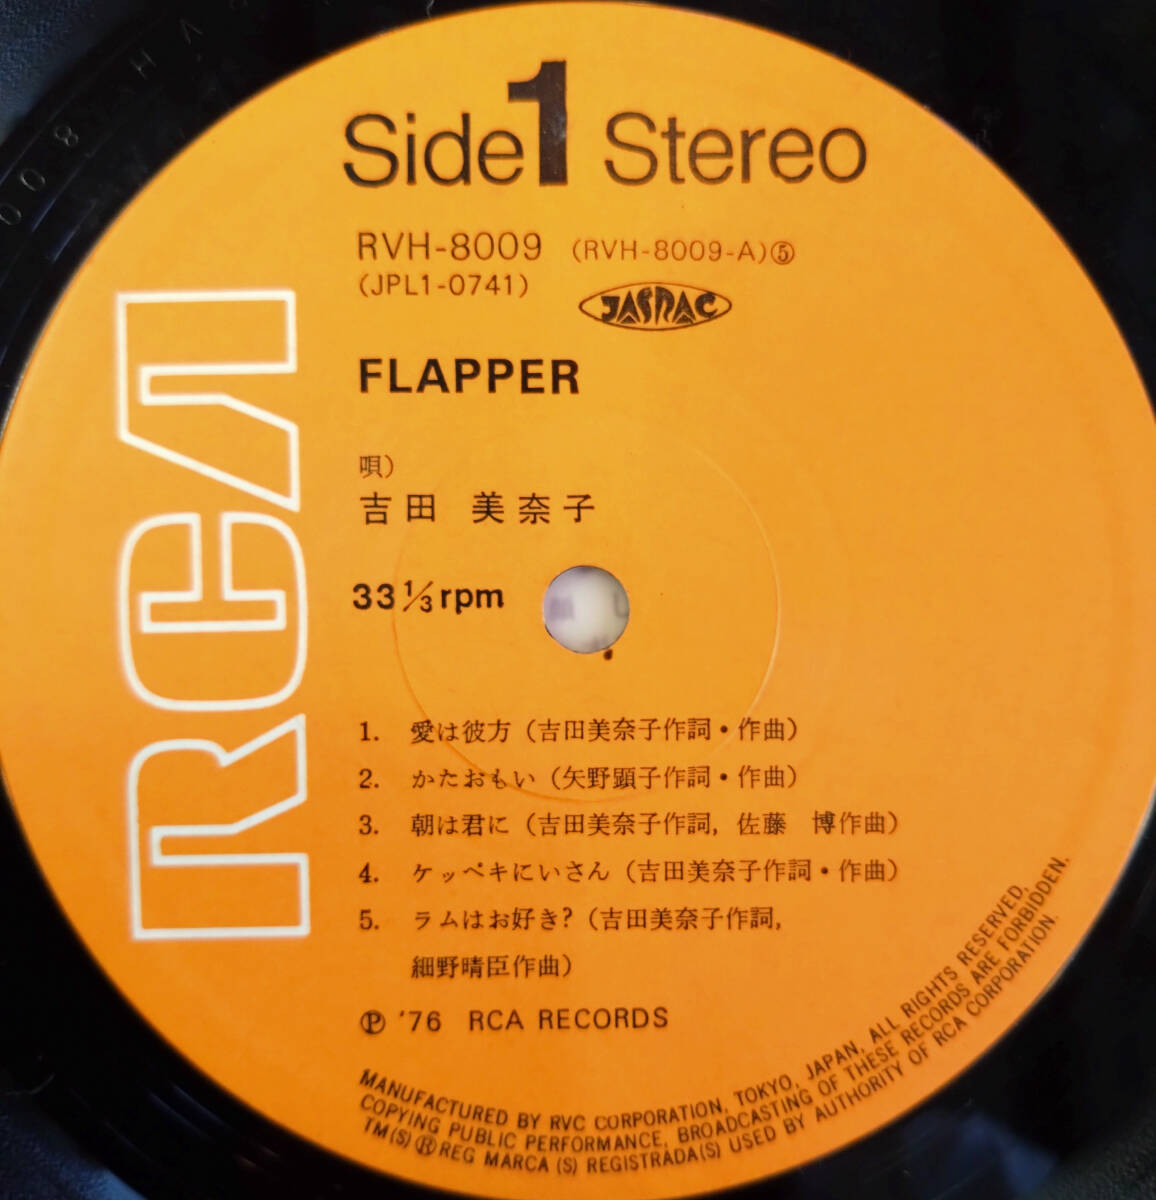 Side 1 Stereo
RVH-8009 (RVH-8009-A)⑤
(JPL1-0741)
JASRAC
FLAPPER
唄)
吉田 美奈子
33 1/3 rpm
RCA
1. 愛は彼方（吉田美奈子作詞・作曲）
2. かたおもい（矢野顕子作詞・作曲）
3. 朝は君に（吉田美奈子作詞, 佐藤 博作曲）
4. ケッペキにいさん（吉田美奈子作詞・作曲）
5. ラムはお好き?（吉田美奈子作詞,
細野晴臣作曲）
Ⓟ '76 RCA RECORDS
MANUFACTURED BY RVC CORPORATION, TOKYO, JAPAN, ALL RIGHTS RESERVED,
COPYING PUBLIC PERFORMANCE, BROADCASTING OF THESE RECORDS ARE FORBIDDEN.
TM(S) ® REG MARCA (S) REGISTRADA(S) USED BY AUTHORITY OF RCA CORPORATION.